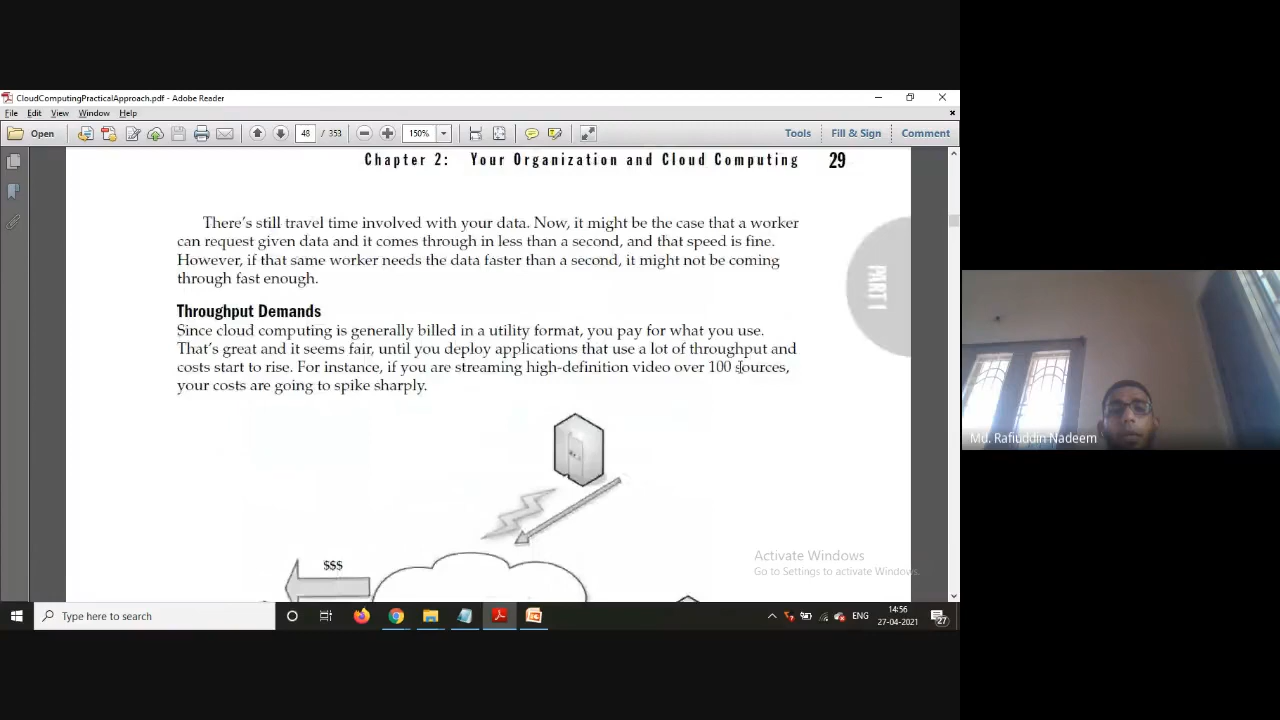 CloudComputingPracticalApproach.pdf - Adobe Reader
File Edit View Window Help
Open 48 / 353 150% Tools Fill & Sign Comment
Chapter 2: Your Organization and Cloud Computing 29
There's still travel time involved with your data. Now, it might be the case that a worker
can request given data and it comes through in less than a second, and that speed is fine.
However, if that same worker needs the data faster than a second, it might not be coming
through fast enough.
PART I
Throughput Demands
Since cloud computing is generally billed in a utility format, you pay for what you use.
That's great and it seems fair, until you deploy applications that use a lot of throughput and
costs start to rise. For instance, if you are streaming high-definition video over 100 sources,
your costs are going to spike sharply.
Md. Rafiuddin Nadeem
$$$
Activate Windows
Go to Settings to activate Windows.
Type here to search
ENG
14:56
27-04-2021
27